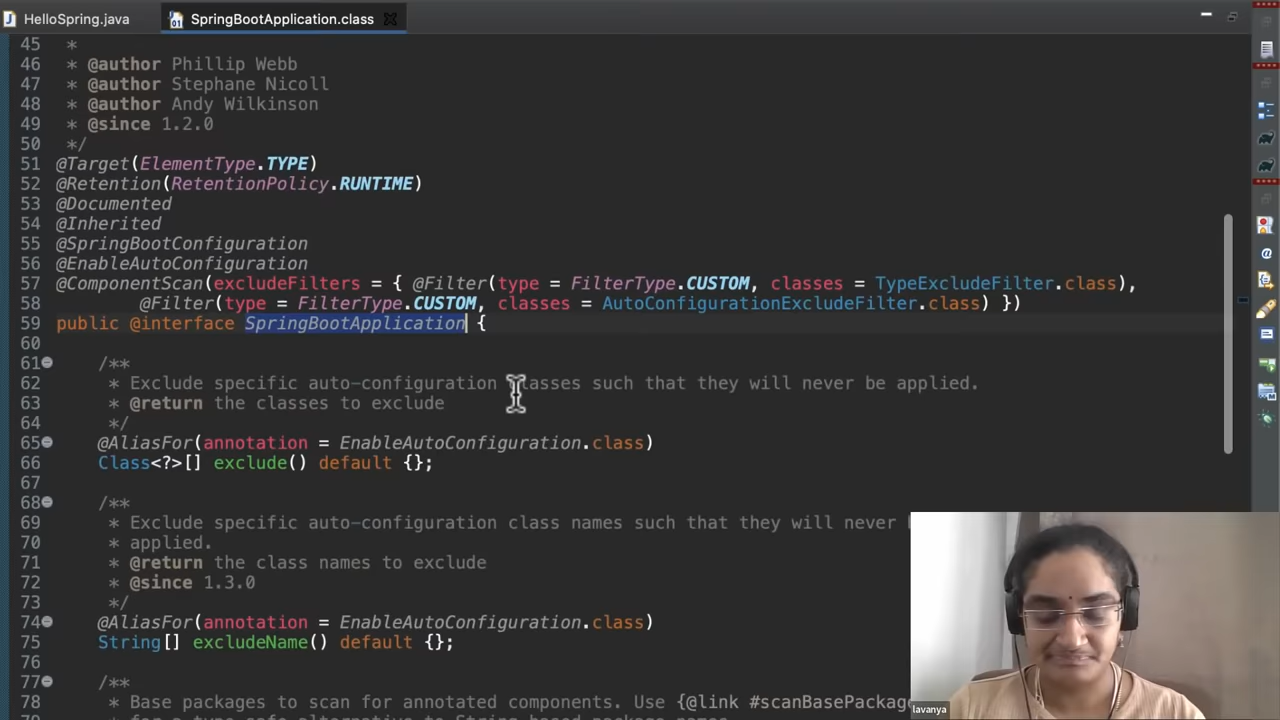 HelloSpring.java
SpringBootApplication.class
45 *
46 * @author Phillip Webb
47 * @author Stephane Nicoll
48 * @author Andy Wilkinson
49 * @since 1.2.0
50 */
51 @Target(ElementType.TYPE)
52 @Retention(RetentionPolicy.RUNTIME)
53 @Documented
54 @Inherited
55 @SpringBootConfiguration
56 @EnableAutoConfiguration
57 @ComponentScan(excludeFilters = { @Filter(type = FilterType.CUSTOM, classes = TypeExcludeFilter.class),
58 @Filter(type = FilterType.CUSTOM, classes = AutoConfigurationExcludeFilter.class) })
59 public @interface SpringBootApplication {
60
61 /**
62 * Exclude specific auto-configuration classes such that they will never be applied.
63 * @return the classes to exclude
64 */
65 @AliasFor(annotation = EnableAutoConfiguration.class)
66 Class<?>[] exclude() default {};
67
68 /**
69 * Exclude specific auto-configuration class names such that they will never
70 * applied.
71 * @return the class names to exclude
72 * @since 1.3.0
73 */
74 @AliasFor(annotation = EnableAutoConfiguration.class)
75 String[] excludeName() default {};
76
77 /**
78 * Base packages to scan for annotated components. Use {@link #scanBasePackage
lavanya